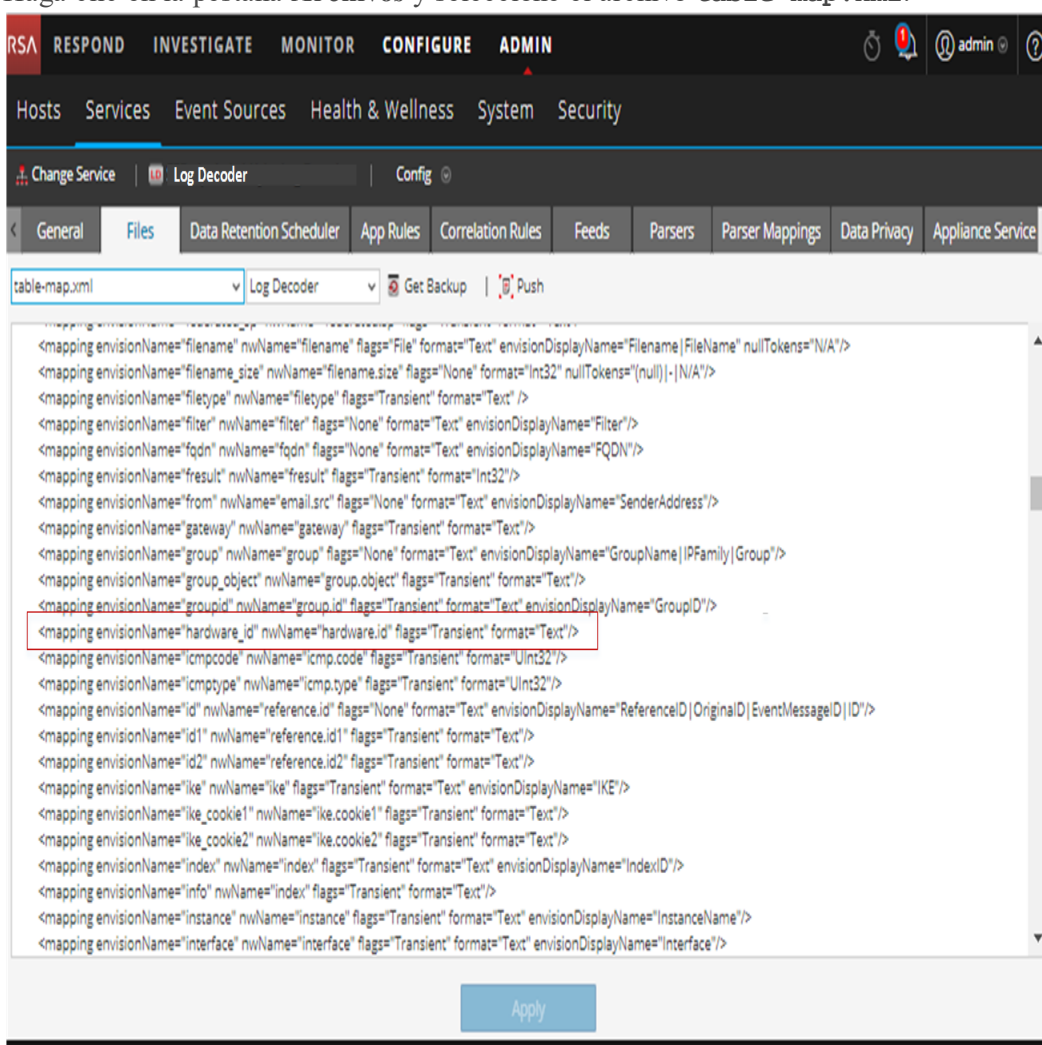 Haga clic en la pestaña Archivos y seleccione el archivo table-map.xml.
RSA RESPOND INVESTIGATE MONITOR CONFIGURE ADMIN 1 admin ?
Hosts Services Event Sources Health & Wellness System Security
Change Service | LD Log Decoder | Config
< General Files Data Retention Scheduler App Rules Correlation Rules Feeds Parsers Parser Mappings Data Privacy Appliance Service
table-map.xml Log Decoder Get Backup | Push
<mapping envisionName="filename" nwName="filename" flags="File" format="Text" envisionDisplayName="Filename|FileName" nullTokens="N/A"/>
<mapping envisionName="filename_size" nwName="filename.size" flags="None" format="Int32" nullTokens="(null)|-|N/A"/>
<mapping envisionName="filetype" nwName="filetype" flags="Transient" format="Text" />
<mapping envisionName="filter" nwName="filter" flags="None" format="Text" envisionDisplayName="Filter"/>
<mapping envisionName="fqdn" nwName="fqdn" flags="None" format="Text" envisionDisplayName="FQDN"/>
<mapping envisionName="fresult" nwName="fresult" flags="Transient" format="Int32"/>
<mapping envisionName="from" nwName="email.src" flags="None" format="Text" envisionDisplayName="SenderAddress"/>
<mapping envisionName="gateway" nwName="gateway" flags="Transient" format="Text"/>
<mapping envisionName="group" nwName="group" flags="None" format="Text" envisionDisplayName="GroupName|IPFamily|Group"/>
<mapping envisionName="group_object" nwName="group.object" flags="Transient" format="Text"/>
<mapping envisionName="groupid" nwName="group.id" flags="Transient" format="Text" envisionDisplayName="GroupID"/>
<mapping envisionName="hardware_id" nwName="hardware.id" flags="Transient" format="Text"/>
<mapping envisionName="icmpcode" nwName="icmp.code" flags="Transient" format="UInt32"/>
<mapping envisionName="icmptype" nwName="icmp.type" flags="Transient" format="UInt32"/>
<mapping envisionName="id" nwName="reference.id" flags="None" format="Text" envisionDisplayName="ReferenceID|OriginalID|EventMessageID|ID"/>
<mapping envisionName="id1" nwName="reference.id1" flags="Transient" format="Text"/>
<mapping envisionName="id2" nwName="reference.id2" flags="Transient" format="Text"/>
<mapping envisionName="ike" nwName="ike" flags="Transient" format="Text" envisionDisplayName="IKE"/>
<mapping envisionName="ike_cookie1" nwName="ike.cookie1" flags="Transient" format="Text"/>
<mapping envisionName="ike_cookie2" nwName="ike.cookie2" flags="Transient" format="Text"/>
<mapping envisionName="index" nwName="index" flags="Transient" format="Text" envisionDisplayName="IndexID"/>
<mapping envisionName="info" nwName="index" flags="Transient" format="Text"/>
<mapping envisionName="instance" nwName="instance" flags="Transient" format="Text" envisionDisplayName="InstanceName"/>
<mapping envisionName="interface" nwName="interface" flags="Transient" format="Text" envisionDisplayName="Interface"/>
Apply